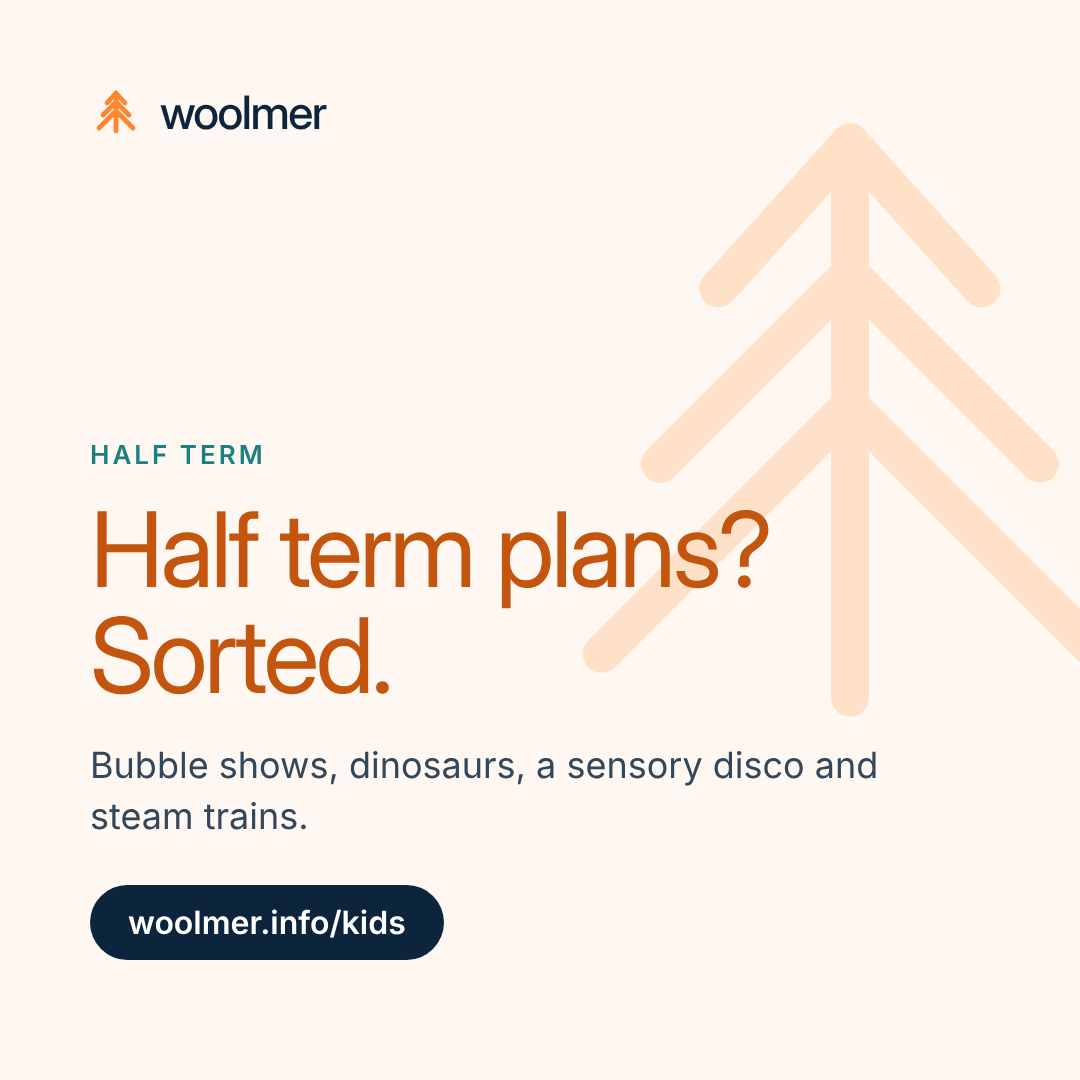 woolmer
HALF TERM
Half term plans?
Sorted.
Bubble shows, dinosaurs, a sensory disco and
steam trains.
woolmer.info/kids